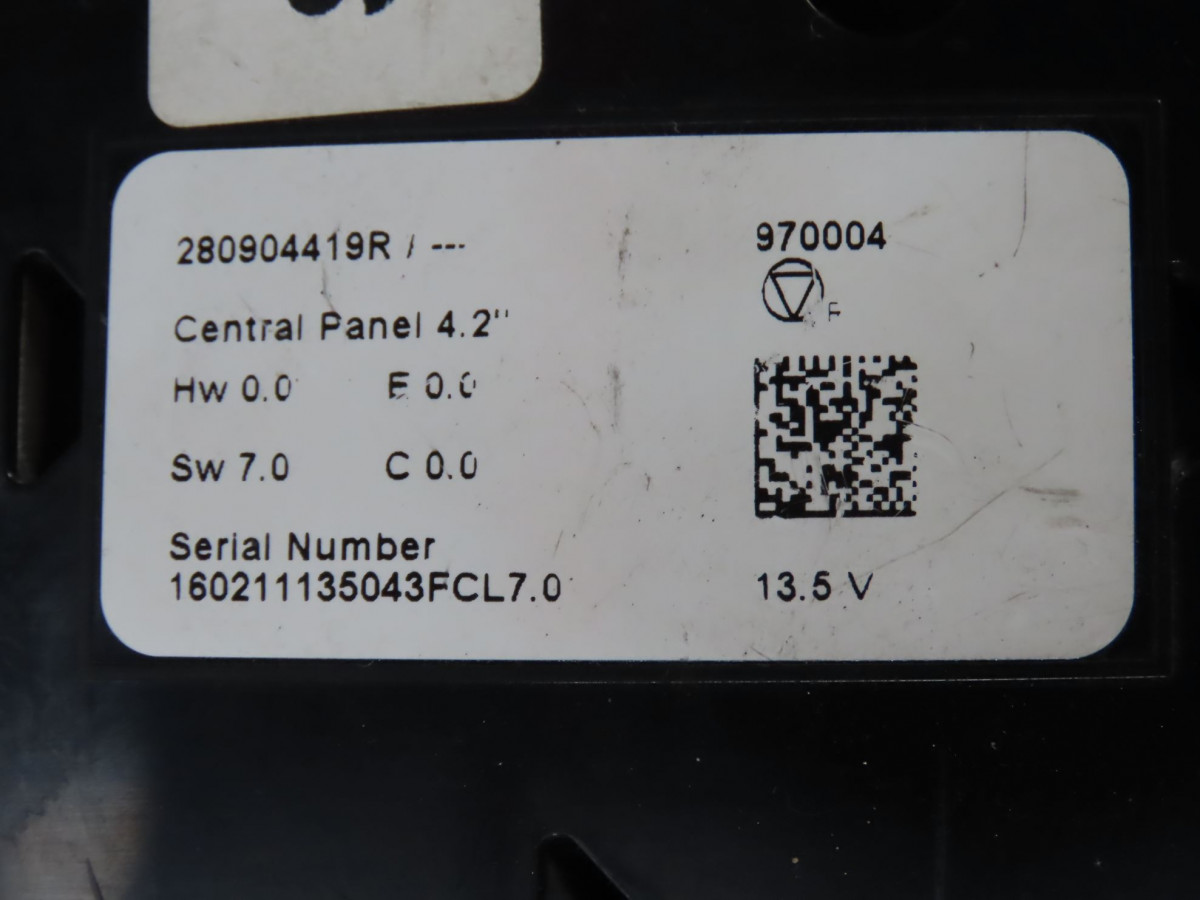 280904419R / ---
970004
F
Central Panel 4.2"
Hw 0.0 E 0.0
Sw 7.0 C 0.0
Serial Number
160211135043FCL7.0
13.5 V